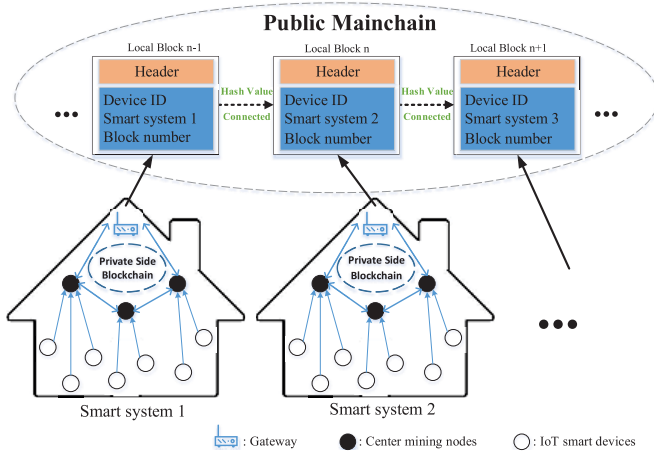 Public Mainchain
Local Block n-1
Local Block n
Local Block n+1
Header
Header
Header
Hash Value
Connected
Hash Value
Connected
Device ID
Smart system 1
Block number
Device ID
Smart system 2
Block number
Device ID
Smart system 3
Block number
Private Side
Blockchain
Private Side
Blockchain
Smart system 1
Smart system 2
: Gateway
: Center mining nodes
: IoT smart devices